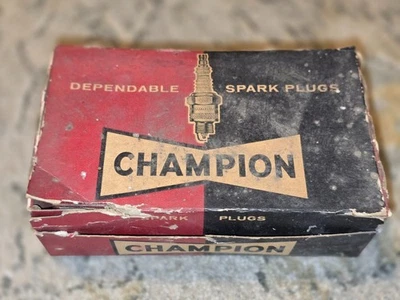 DEPENDABLE SPARK PLUGS
CHAMPION
SPARK PLUGS
CHAMPION